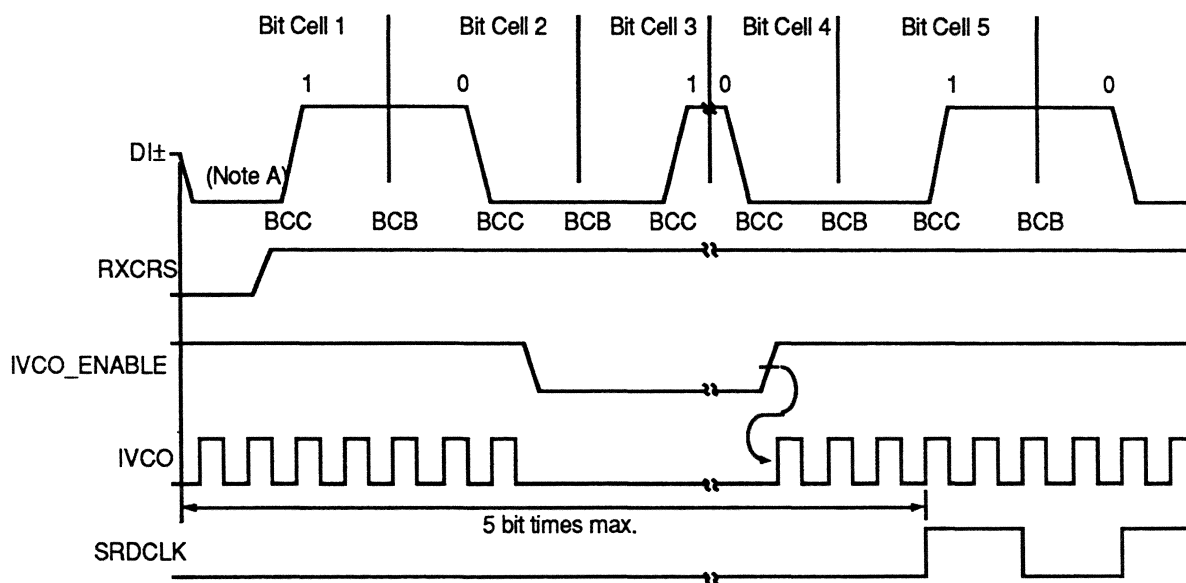 Bit Cell 1 Bit Cell 2 Bit Cell 3 Bit Cell 4 Bit Cell 5
1 0 1 0 1 0
DI±
(Note A)
BCC BCB BCC BCB BCC BCC BCB BCC BCB
RXCRS
IVCO_ENABLE
IVCO
5 bit times max.
SRDCLK